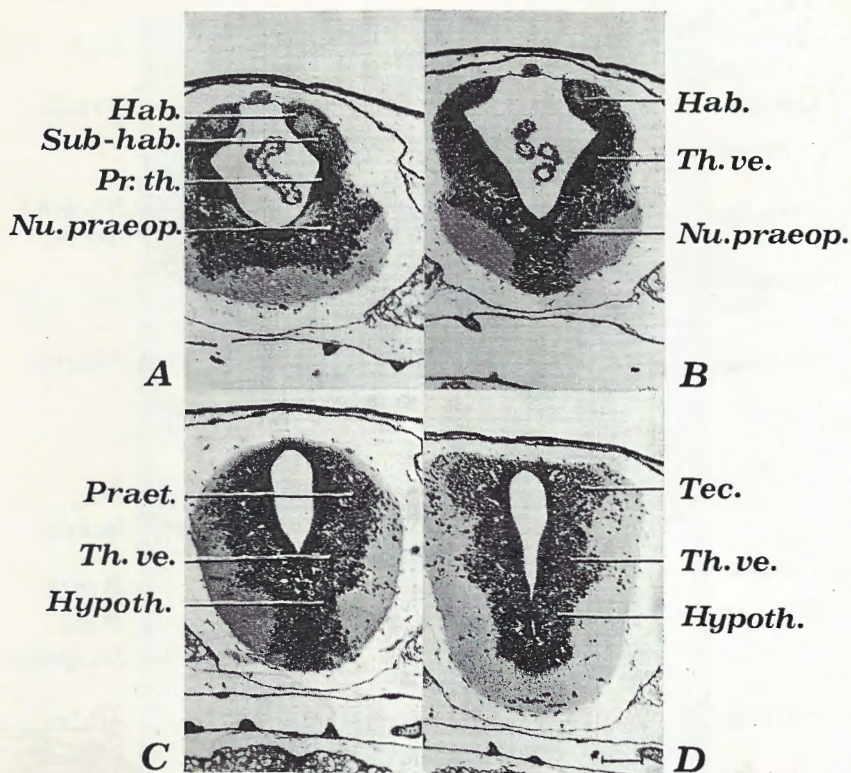 Hab.
Sub-hab.
Pr. th.
Nu. praeop.
A
Hab.
Th. ve.
Nu. praeop.
B
Praet.
Th. ve.
Hypoth.
C
Tec.
Th. ve.
Hypoth.
D